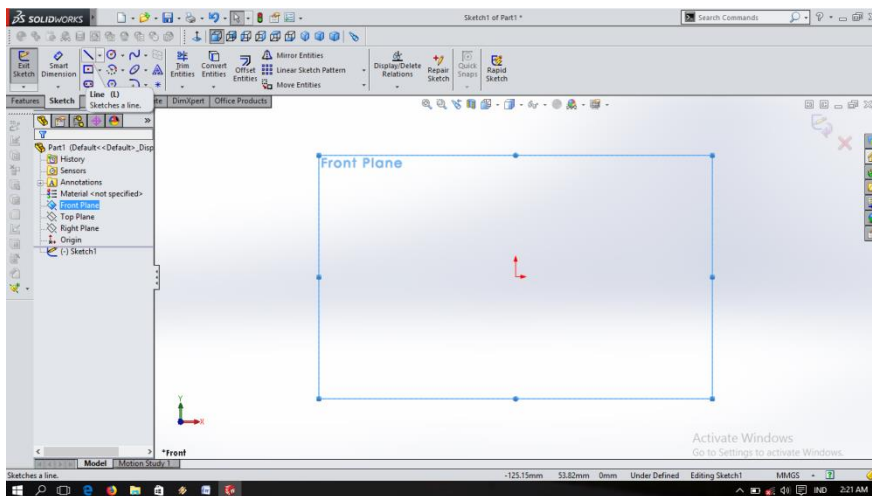 SOLIDWORKS
Sketch1 of Part1 *
Search Commands
Exit Sketch
Smart Dimension
Trim Entities
Convert Entities
Offset Entities
Mirror Entities
Linear Sketch Pattern
Move Entities
Display/Delete Relations
Repair Sketch
Quick Snaps
Rapid Sketch
Line (L)
Sketches a line.
Features
Sketch
DimXpert
Office Products
Part1 (Default<<Default>_Disp
History
Sensors
Annotations
Material <not specified>
Front Plane
Top Plane
Right Plane
Origin
(-) Sketch1
Front Plane
Y
X
*Front
Activate Windows
Go to Settings to activate Windows.
Model
Motion Study 1
Sketches a line.
-125.15mm
53.82mm
0mm
Under Defined
Editing Sketch1
MMGS
IND
2:21 AM